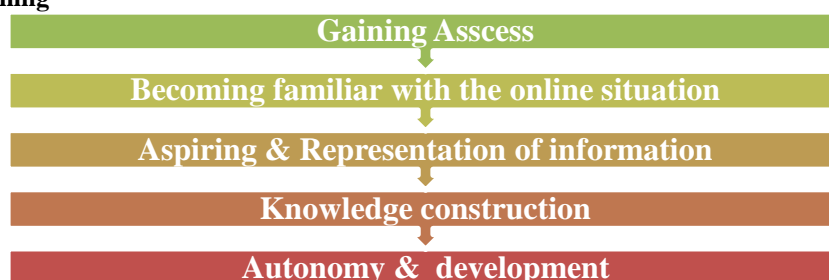 Gaining Asscess
Becoming familiar with the online situation
Aspiring & Representation of information
Knowledge construction
Autonomy & development